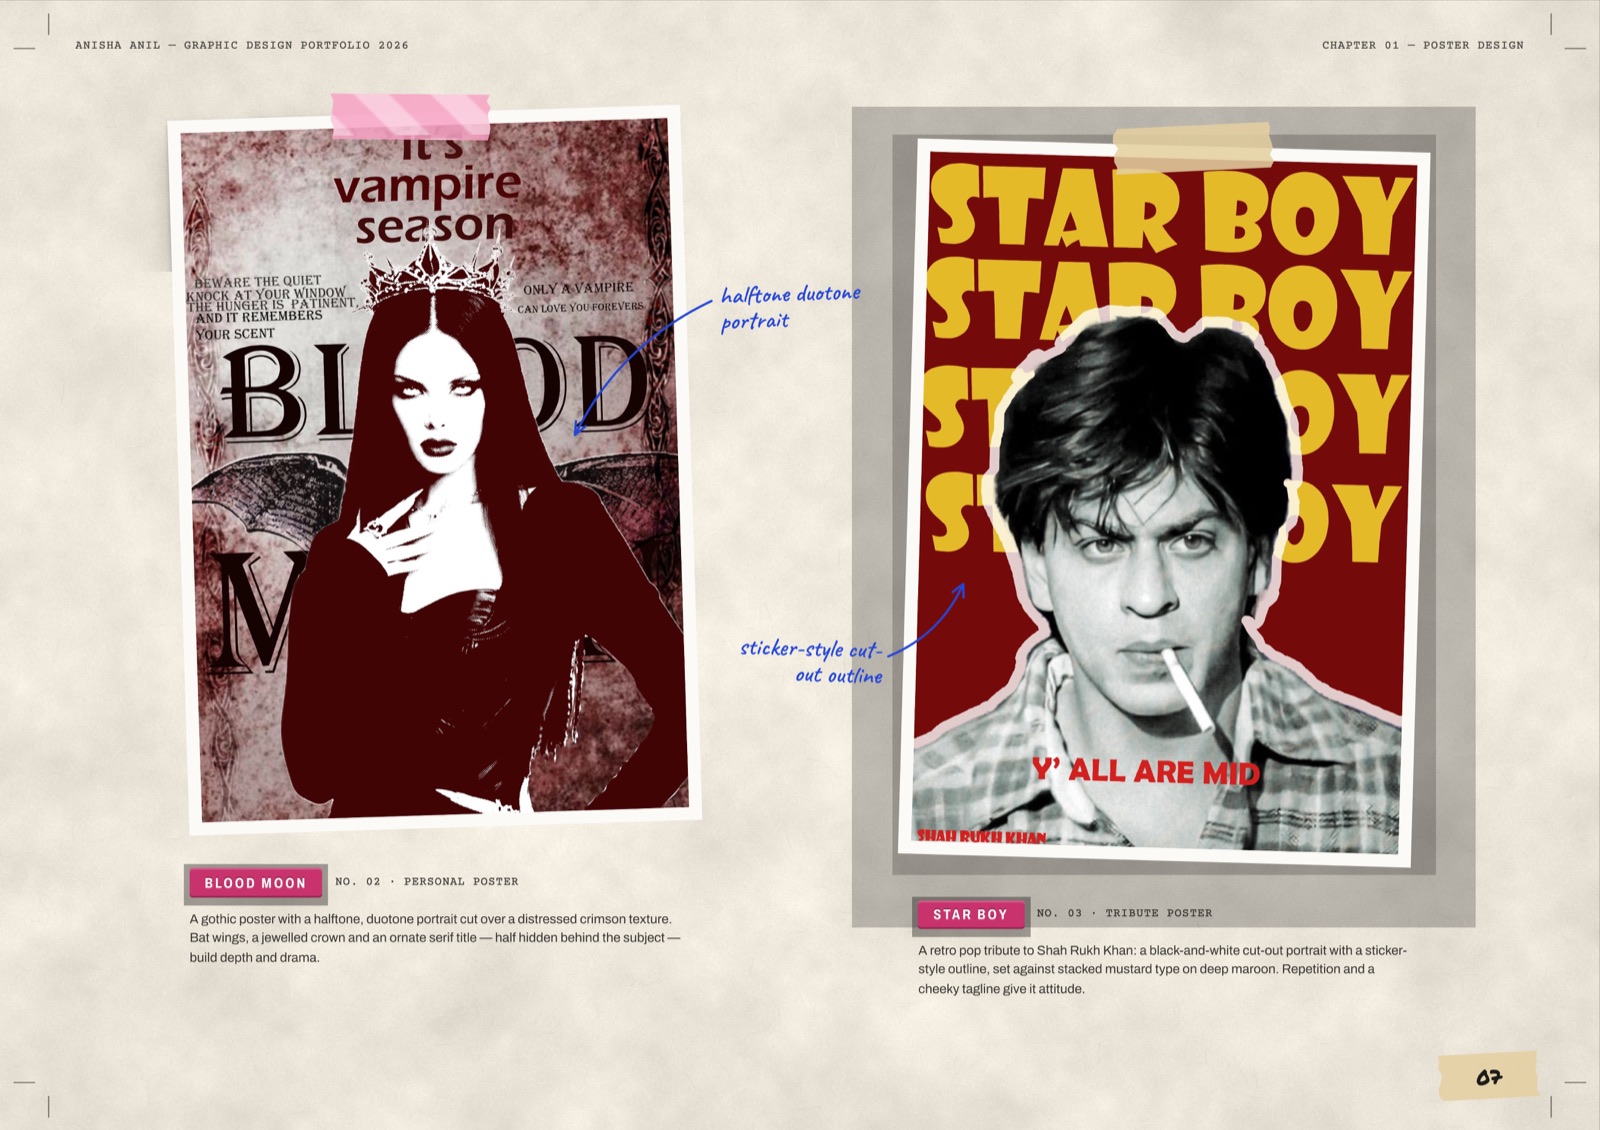 ANISHA ANIL — GRAPHIC DESIGN PORTFOLIO 2026
CHAPTER 01 — POSTER DESIGN
it's
vampire
season
BEWARE THE QUIET
KNOCK AT YOUR WINDOW
THE HUNGER IS PATINENT,
AND IT REMEMBERS
YOUR SCENT
ONLY A VAMPIRE
CAN LOVE YOU FOREVERS
BLOOD
M
halftone duotone
portrait
STAR BOY
STAR BOY
ST OY
ST OY
sticker-style cut-
out outline
Y' ALL ARE MID
SHAH RUKH KHAN
BLOOD MOON
NO. 02 · PERSONAL POSTER
A gothic poster with a halftone, duotone portrait cut over a distressed crimson texture.
Bat wings, a jewelled crown and an ornate serif title — half hidden behind the subject —
build depth and drama.
STAR BOY
NO. 03 · TRIBUTE POSTER
A retro pop tribute to Shah Rukh Khan: a black-and-white cut-out portrait with a sticker-
style outline, set against stacked mustard type on deep maroon. Repetition and a
cheeky tagline give it attitude.
07